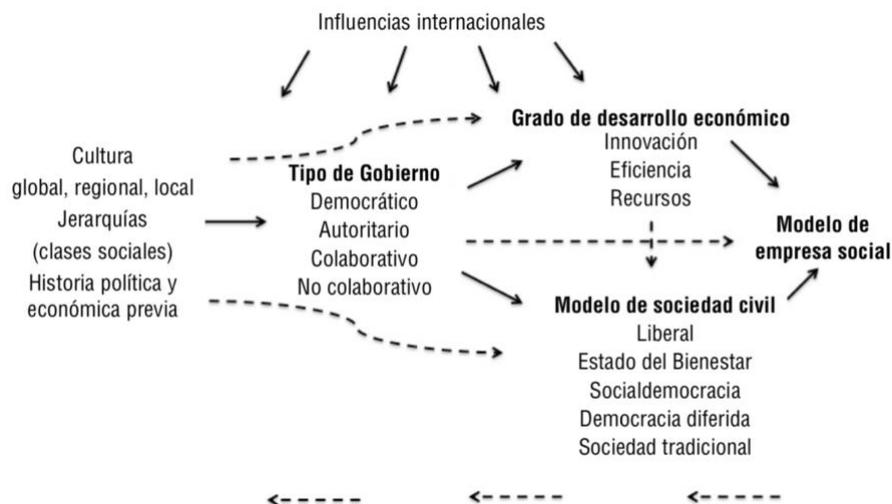 Influencias internacionales
Cultura
global, regional, local
Jerarquías
(clases sociales)
Historia política y
económica previa
Tipo de Gobierno
Democrático
Autoritario
Colaborativo
No colaborativo
Grado de desarrollo económico
Innovación
Eficiencia
Recursos
Modelo de sociedad civil
Liberal
Estado del Bienestar
Socialdemocracia
Democracia diferida
Sociedad tradicional
Modelo de
empresa social